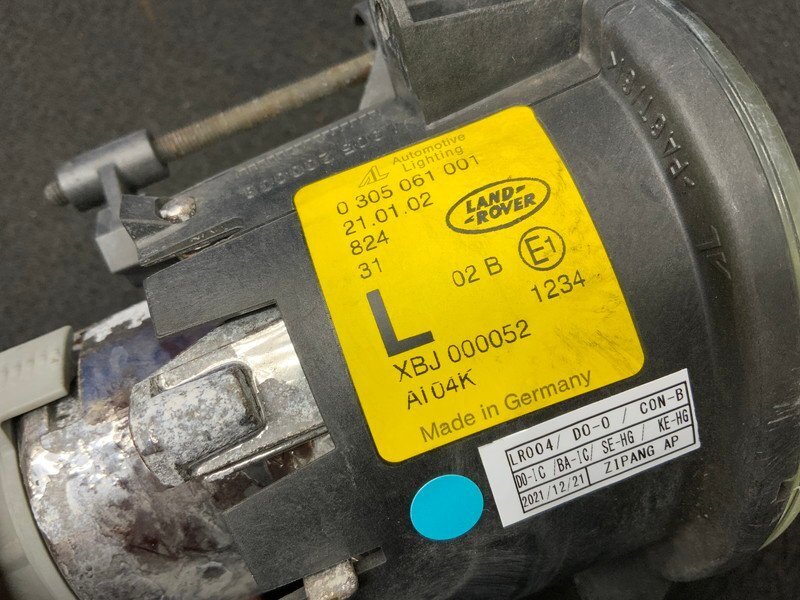 AL Automotive Lighting
0 305 061 001
21.01.02
824
31
LAND-
-ROVER
02 B
E1
1234
L
XBJ 000052
AI04K
Made in Germany
LR004/ DO-O / CON-B
DO-IC /BA-IC/ SE-HG / KE-HG
2021/12/21 ZIPANG AP
AL